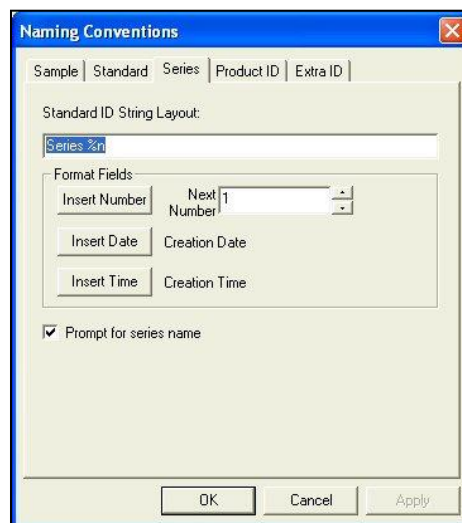 Naming Conventions
Sample Standard Series Product ID Extra ID
Standard ID String Layout:
Series %n
Format Fields
Insert Number Next Number 1
Insert Date Creation Date
Insert Time Creation Time
Prompt for series name
OK Cancel Apply